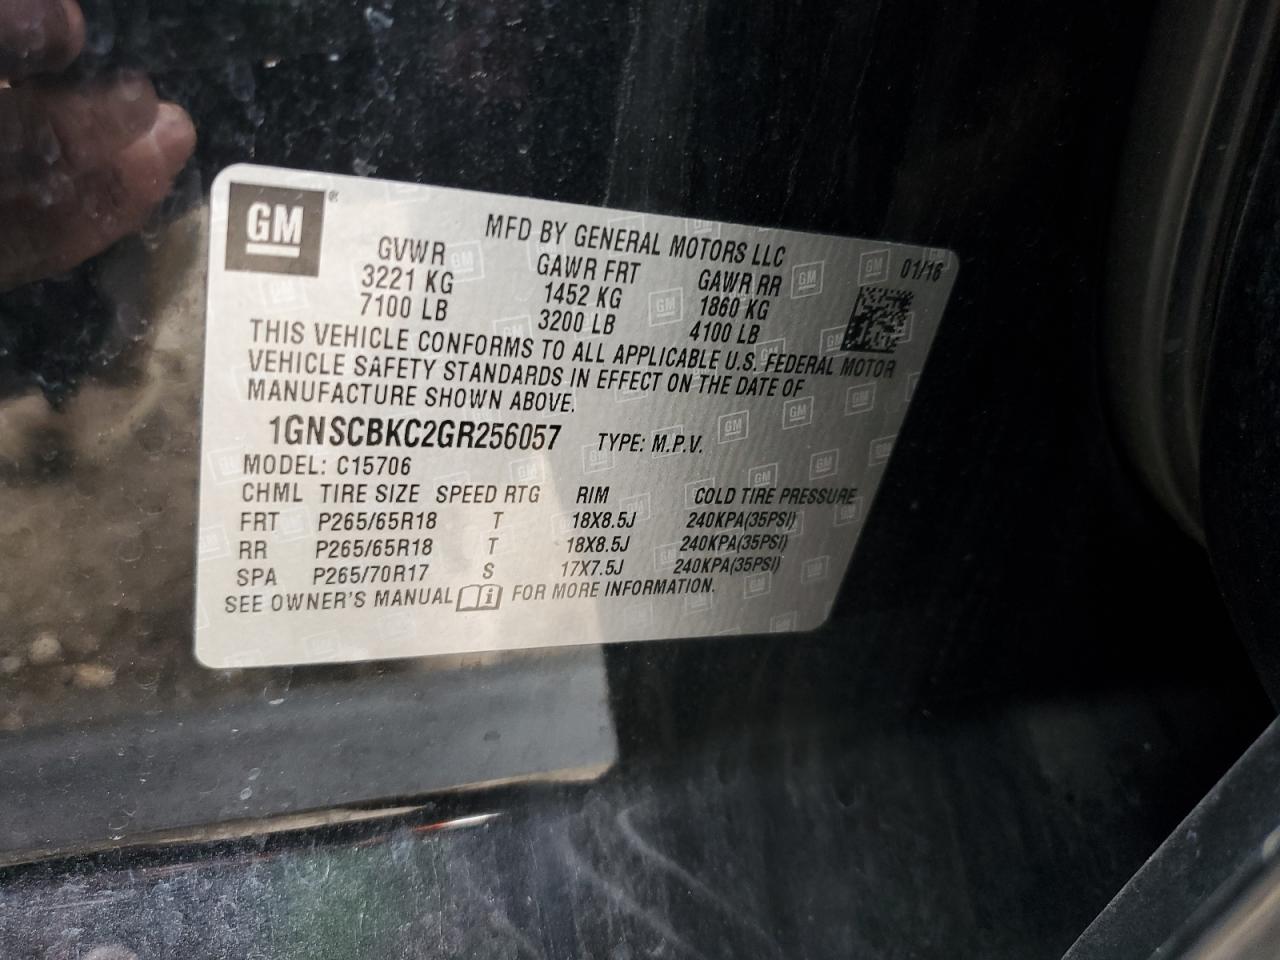 GM ®
MFD BY GENERAL MOTORS LLC
01/16
GVWR GAWR FRT GAWR RR
3221 KG 1452 KG 1860 KG
7100 LB 3200 LB 4100 LB
THIS VEHICLE CONFORMS TO ALL APPLICABLE U.S. FEDERAL MOTOR
VEHICLE SAFETY STANDARDS IN EFFECT ON THE DATE OF
MANUFACTURE SHOWN ABOVE.
1GNSCBKC2GR256057 TYPE: M.P.V.
MODEL: C15706
CHML TIRE SIZE SPEED RTG RIM COLD TIRE PRESSURE
FRT P265/65R18 T 18X8.5J 240KPA(35PSI)
RR P265/65R18 T 18X8.5J 240KPA(35PSI)
SPA P265/70R17 S 17X7.5J 240KPA(35PSI)
SEE OWNER'S MANUAL i FOR MORE INFORMATION.